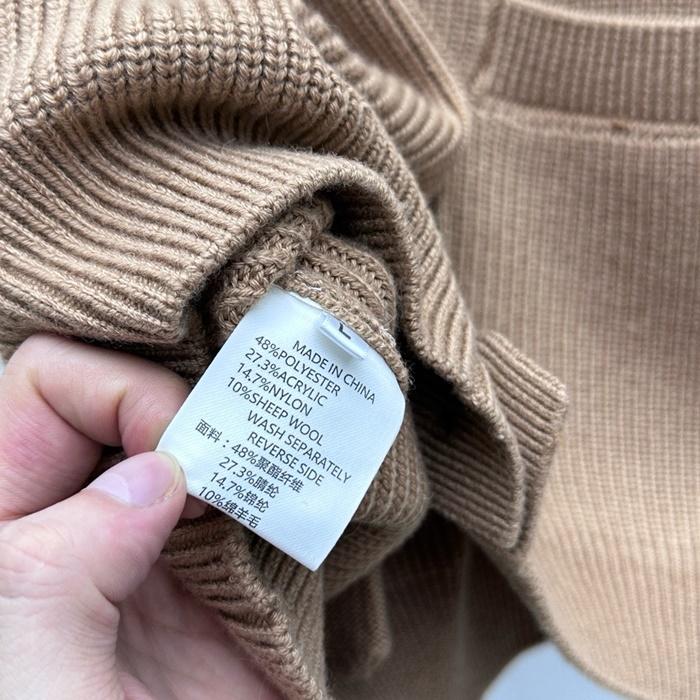 L
MADE IN CHINA
48%POLYESTER
27.3%ACRYLIC
14.7%NYLON
10%SHEEP WOOL
WASH SEPARATELY
REVERSE SIDE
面料：48%聚酯纤维
27.3%腈纶
14.7%锦纶
10%绵羊毛